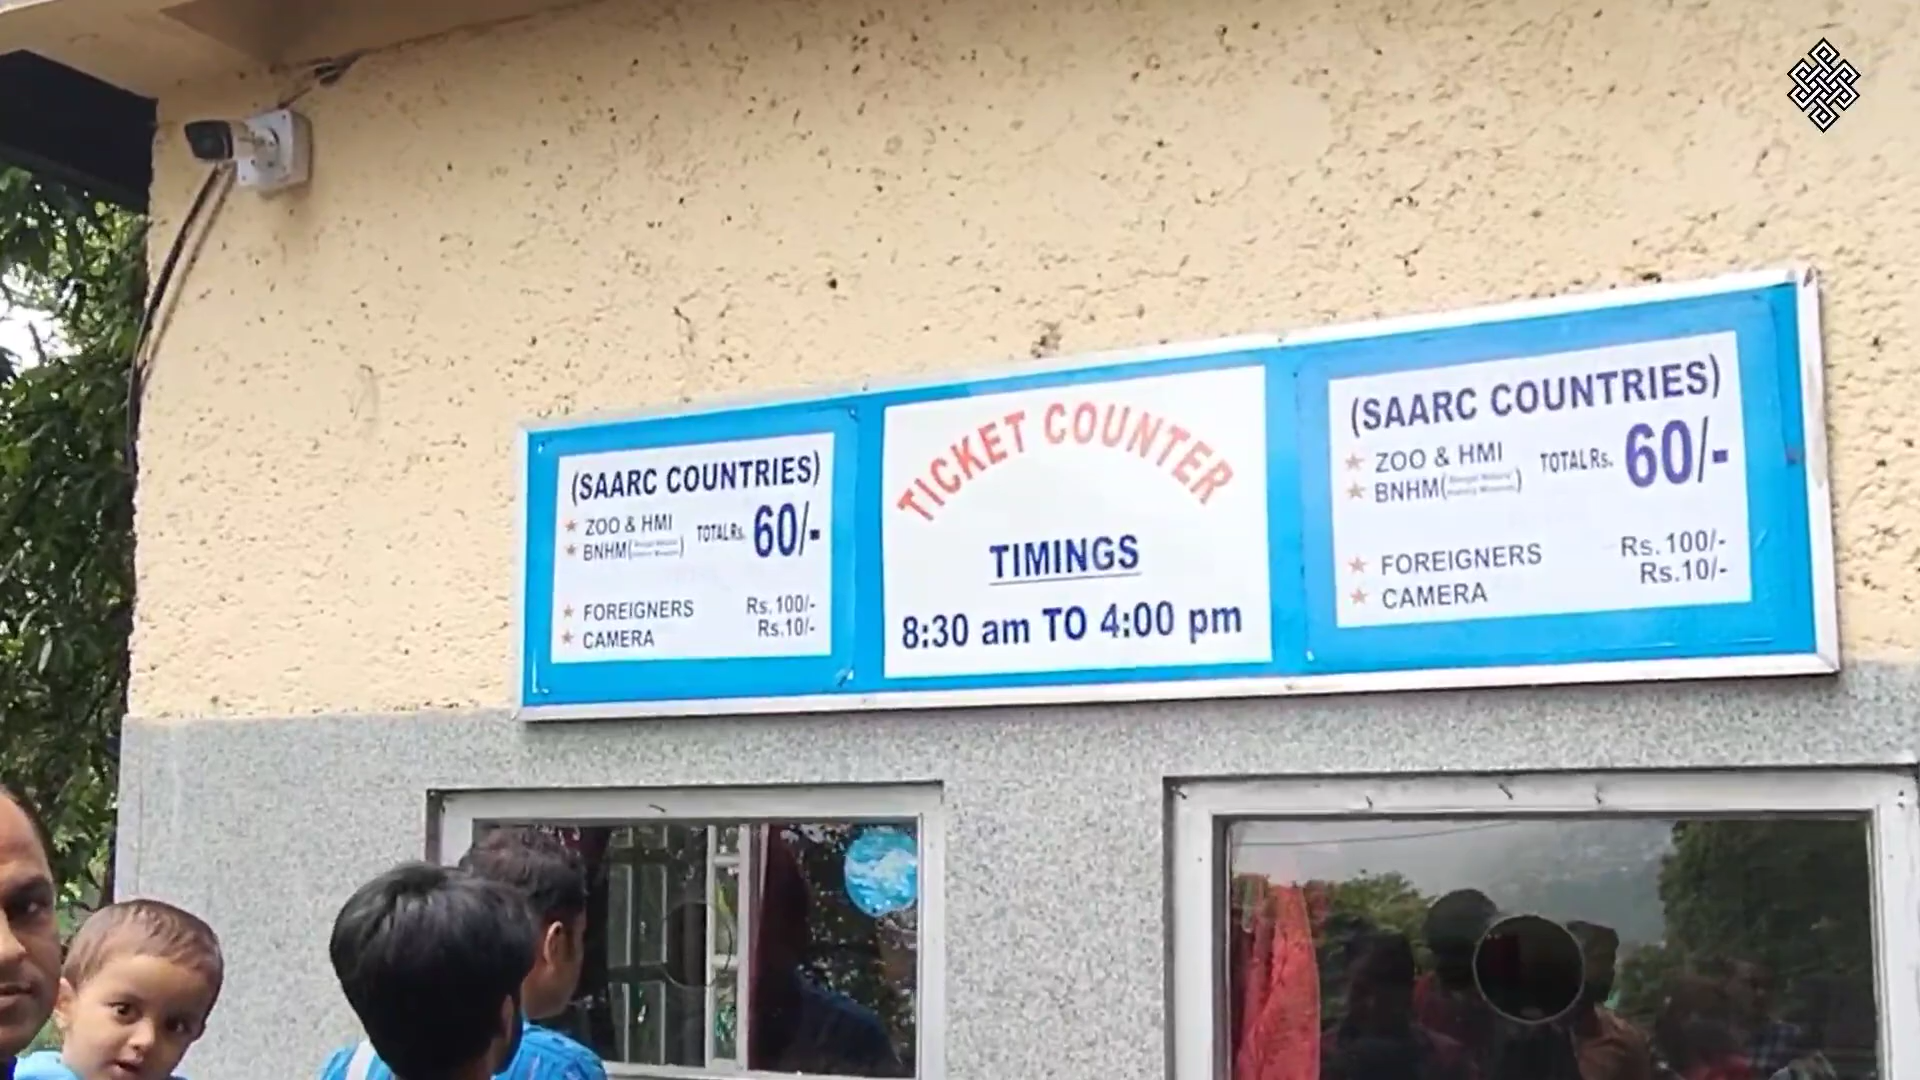 (SAARC COUNTRIES)
★ ZOO & HMI
★ BNHM( )
TOTAL Rs. 60/-
★ FOREIGNERS Rs.100/-
★ CAMERA Rs.10/-
TICKET COUNTER
TIMINGS
8:30 am TO 4:00 pm
(SAARC COUNTRIES)
★ ZOO & HMI
★ BNHM( )
TOTAL Rs. 60/-
★ FOREIGNERS Rs.100/-
★ CAMERA Rs.10/-